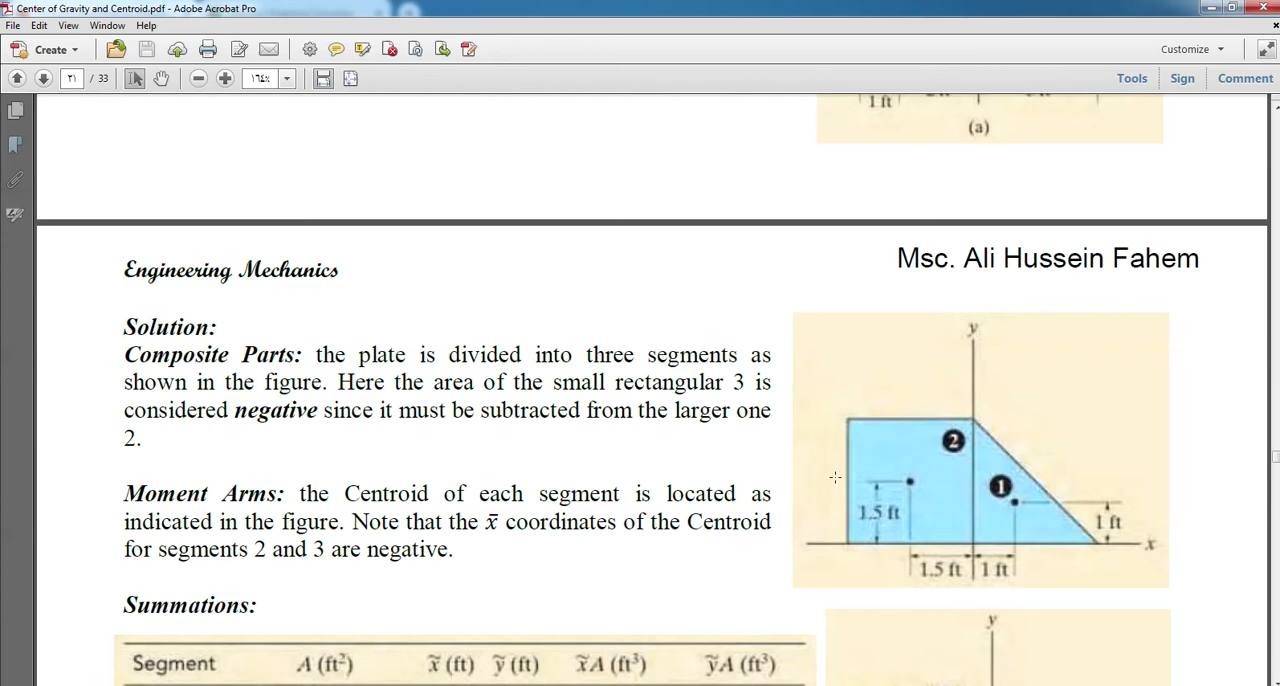 Center of Gravity and Centroid.pdf - Adobe Acrobat Pro
File Edit View Window Help
Create Customize
٢١ / 33 ١٦٤٪ Tools Sign Comment
1 ft
(a)
Engineering Mechanics Msc. Ali Hussein Fahem
Solution:
Composite Parts: the plate is divided into three segments as
shown in the figure. Here the area of the small rectangular 3 is
considered negative since it must be subtracted from the larger one
2.
Moment Arms: the Centroid of each segment is located as
indicated in the figure. Note that the x̄ coordinates of the Centroid
for segments 2 and 3 are negative.
Summations:
Segment A (ft²) x̃ (ft) ỹ (ft) x̃A (ft³) ỹA (ft³)
y
2
1
1.5 ft
1 ft
x
1.5 ft 1 ft
y